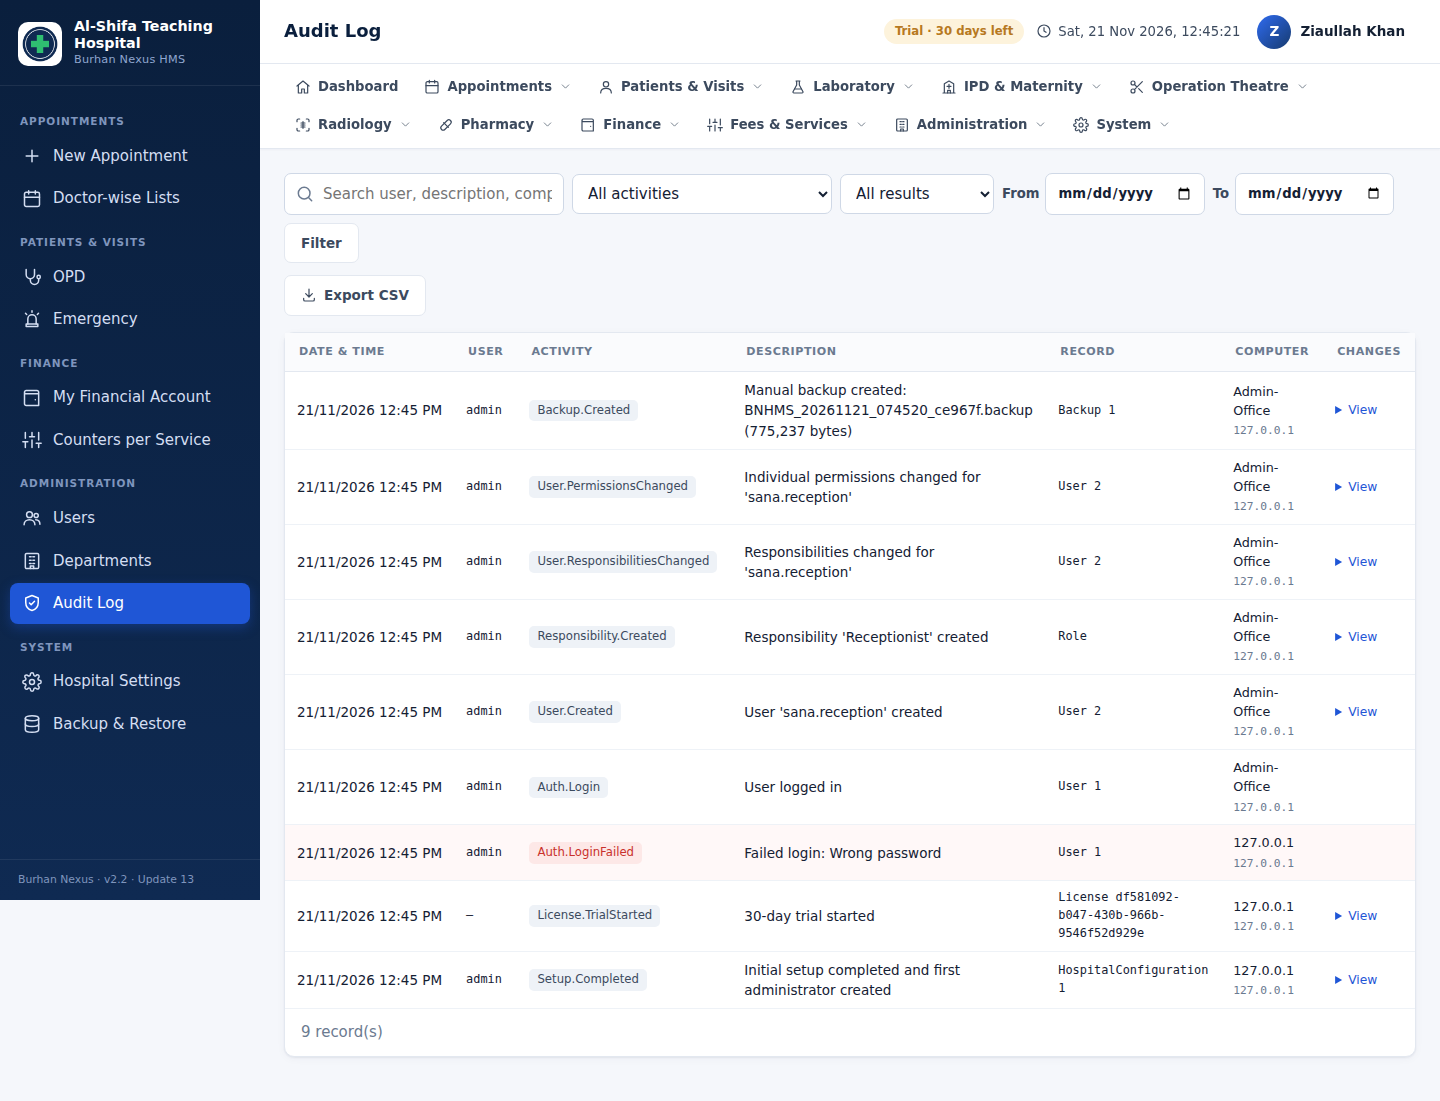 Al-Shifa Teaching Hospital
Burhan Nexus HMS
APPOINTMENTS
New Appointment
Doctor-wise Lists
PATIENTS & VISITS
OPD
Emergency
FINANCE
My Financial Account
Counters per Service
ADMINISTRATION
Users
Departments
Audit Log
SYSTEM
Hospital Settings
Backup & Restore
Burhan Nexus · v2.2 · Update 13
Audit Log
Trial · 30 days left
Sat, 21 Nov 2026, 12:45:21
Z
Ziaullah Khan
Dashboard
Appointments
Patients & Visits
Laboratory
IPD & Maternity
Operation Theatre
Radiology
Pharmacy
Finance
Fees & Services
Administration
System
Search user, description, comp
All activities
All results
From
mm/dd/yyyy
To
mm/dd/yyyy
Filter
Export CSV
DATE & TIME USER ACTIVITY DESCRIPTION RECORD COMPUTER CHANGES
21/11/2026 12:45 PM admin Backup.Created Manual backup created: BNHMS_20261121_074520_ce967f.backup (775,237 bytes) Backup 1 Admin-Office 127.0.0.1 View
21/11/2026 12:45 PM admin User.PermissionsChanged Individual permissions changed for 'sana.reception' User 2 Admin-Office 127.0.0.1 View
21/11/2026 12:45 PM admin User.ResponsibilitiesChanged Responsibilities changed for 'sana.reception' User 2 Admin-Office 127.0.0.1 View
21/11/2026 12:45 PM admin Responsibility.Created Responsibility 'Receptionist' created Role Admin-Office 127.0.0.1 View
21/11/2026 12:45 PM admin User.Created User 'sana.reception' created User 2 Admin-Office 127.0.0.1 View
21/11/2026 12:45 PM admin Auth.Login User logged in User 1 Admin-Office 127.0.0.1
21/11/2026 12:45 PM admin Auth.LoginFailed Failed login: Wrong password User 1 127.0.0.1 127.0.0.1
21/11/2026 12:45 PM – License.TrialStarted 30-day trial started License df581092-b047-430b-966b-9546f52d929e 127.0.0.1 127.0.0.1 View
21/11/2026 12:45 PM admin Setup.Completed Initial setup completed and first administrator created HospitalConfiguration 1 127.0.0.1 127.0.0.1 View
9 record(s)